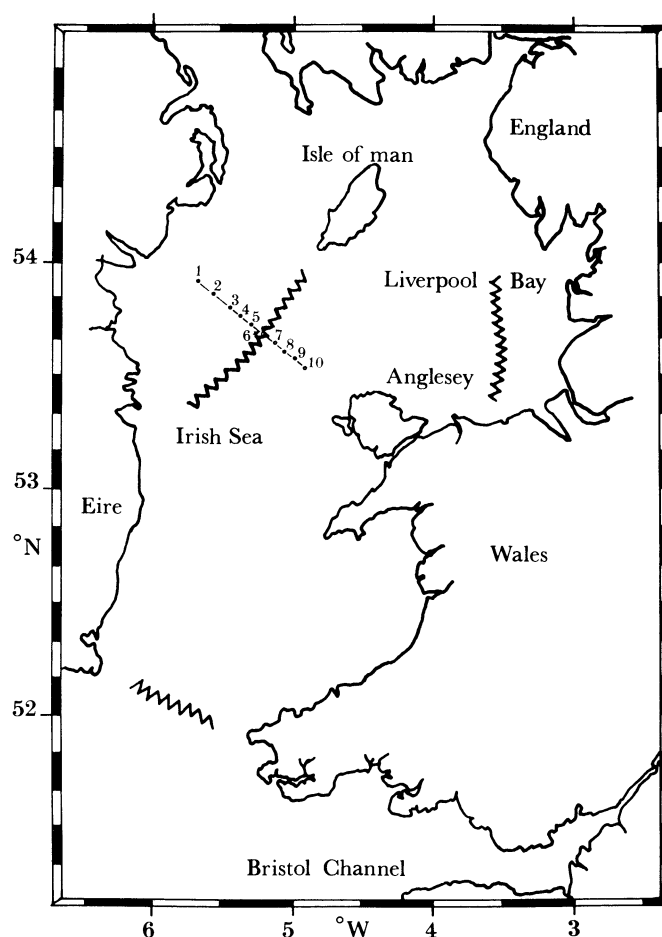 England
Isle of man
54
1
2
3
4
5
6
7
8
9
10
Liverpool Bay
Anglesey
Irish Sea
53
Eire
°N
Wales
52
Bristol Channel
6 5 °W 4 3